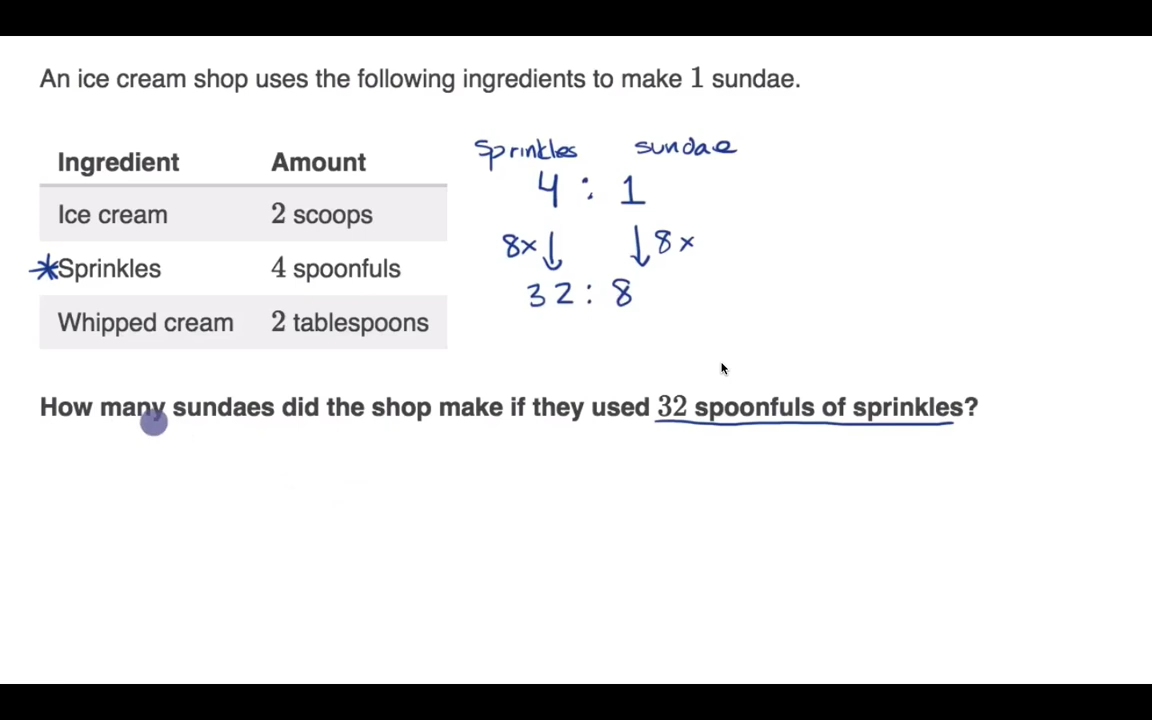 An ice cream shop uses the following ingredients to make 1 sundae.
Ingredient Amount
Ice cream 2 scoops
Sprinkles 4 spoonfuls
Whipped cream 2 tablespoons
Sprinkles sundae
4 : 1
8x 8x
32 : 8
How many sundaes did the shop make if they used 32 spoonfuls of sprinkles?